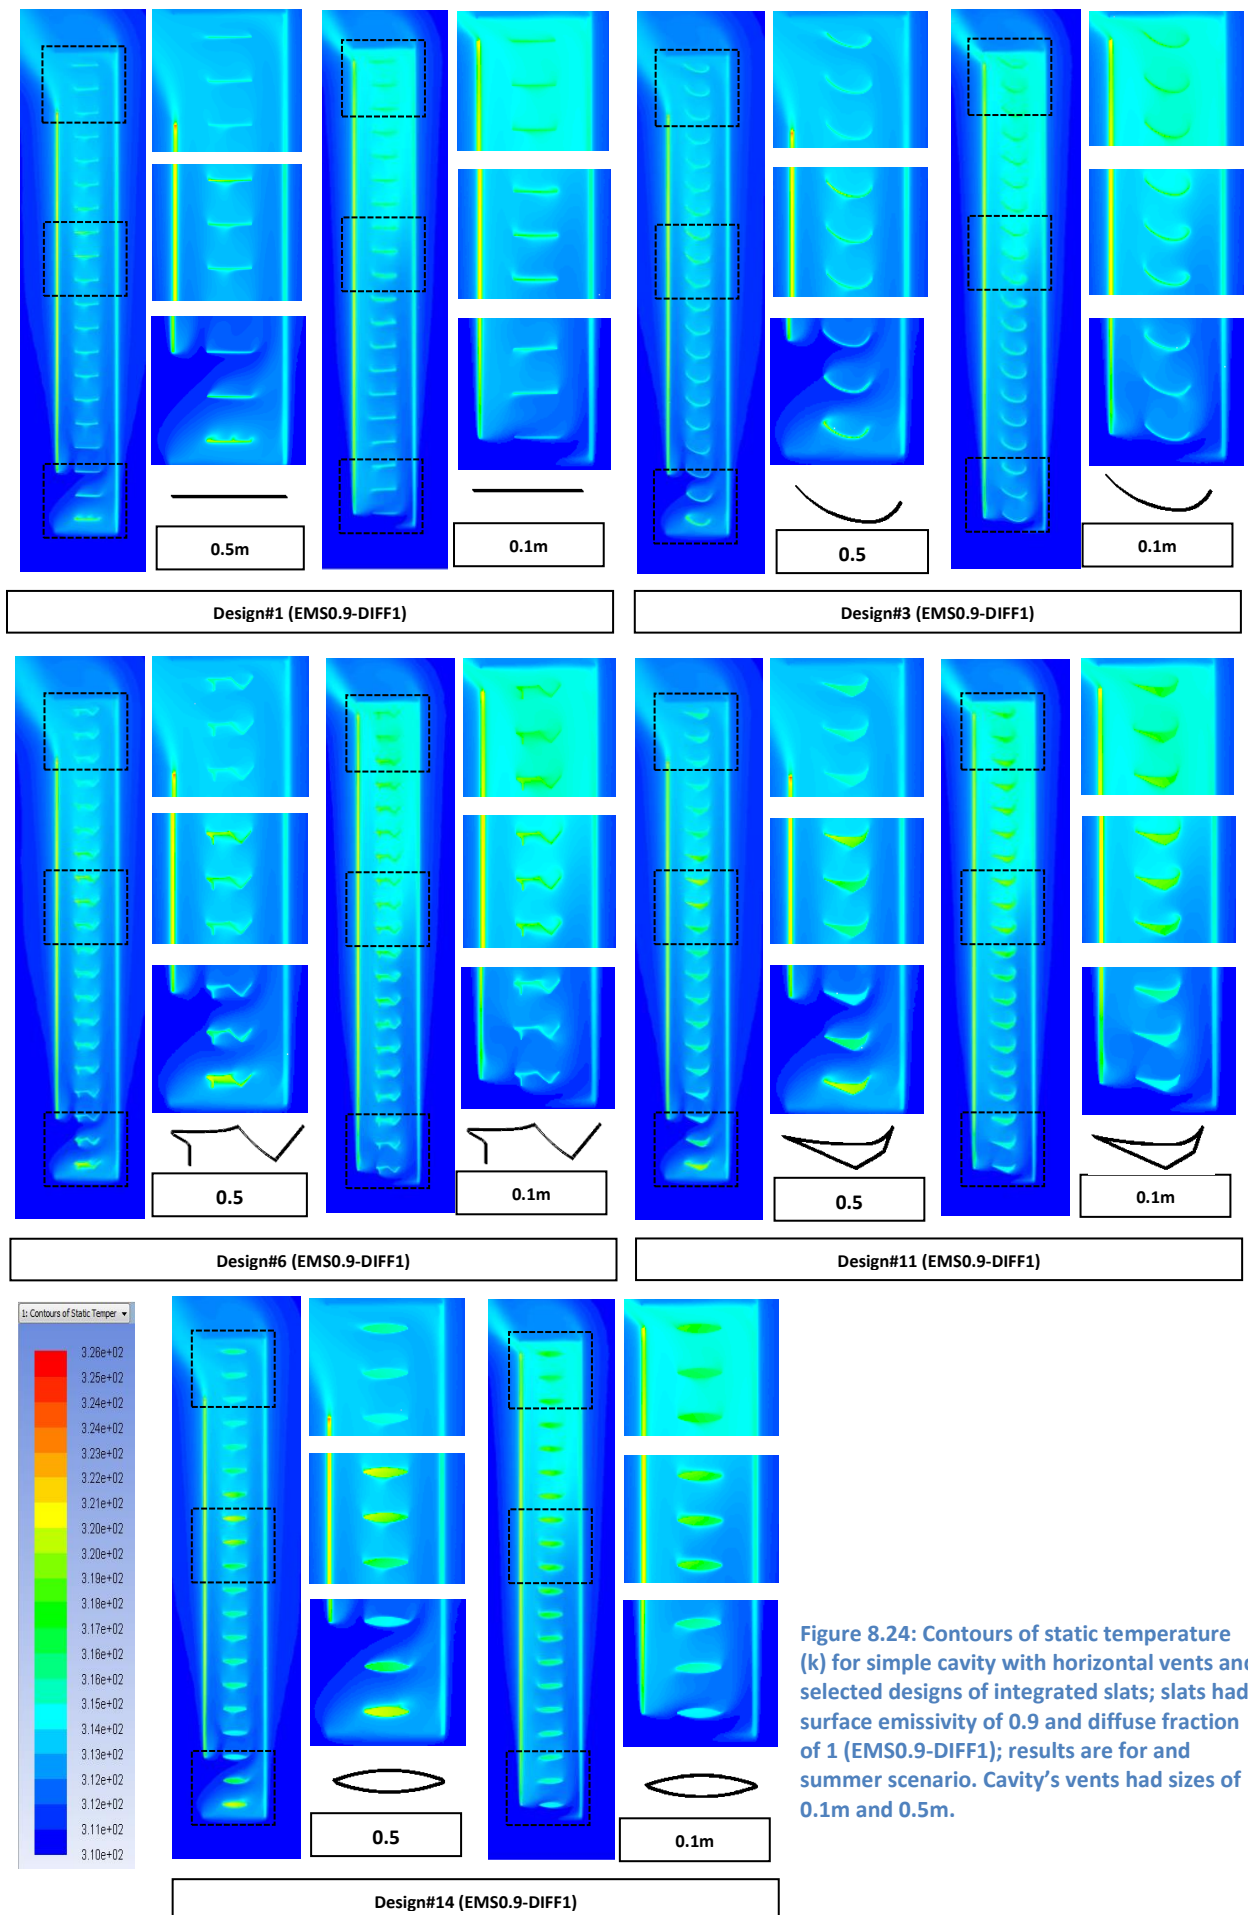 0.5m
0.1m
0.5
0.1m
Design#1 (EMS0.9-DIFF1)
Design#3 (EMS0.9-DIFF1)
0.5
0.1m
0.5
0.1m
Design#6 (EMS0.9-DIFF1)
Design#11 (EMS0.9-DIFF1)
1: Contours of Static Temper
3.26e+02
3.25e+02
3.24e+02
3.24e+02
3.23e+02
3.22e+02
3.21e+02
3.20e+02
3.20e+02
3.19e+02
3.18e+02
3.17e+02
3.16e+02
3.16e+02
3.15e+02
3.14e+02
3.13e+02
3.12e+02
3.12e+02
3.11e+02
3.10e+02
0.5
0.1m
Design#14 (EMS0.9-DIFF1)
Figure 8.24: Contours of static temperature
(k) for simple cavity with horizontal vents and
selected designs of integrated slats; slats had
surface emissivity of 0.9 and diffuse fraction
of 1 (EMS0.9-DIFF1); results are for and
summer scenario. Cavity's vents had sizes of
0.1m and 0.5m.